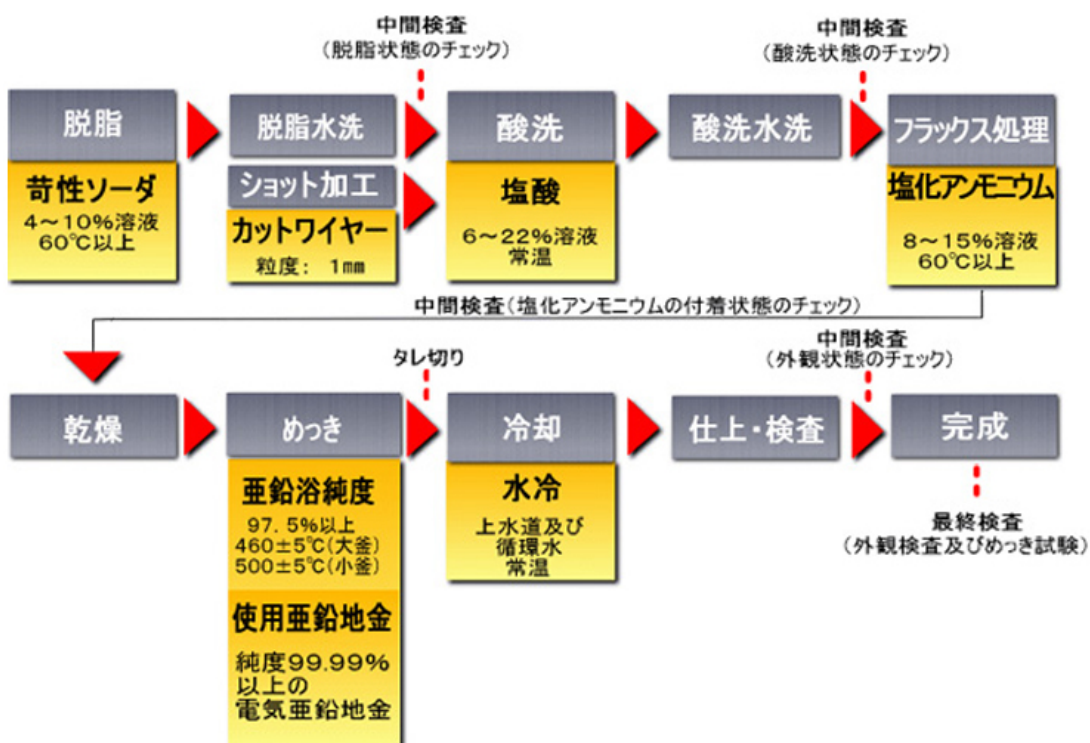 中間検査
(脱脂状態のチェック)
中間検査
(酸洗状態のチェック)
脱脂
苛性ソーダ
4～10%溶液
60℃以上
脱脂水洗
ショット加工
カットワイヤー
粒度： 1㎜
酸洗
塩酸
6～22%溶液
常温
酸洗水洗
フラックス処理
塩化アンモニウム
8～15%溶液
60℃以上
中間検査(塩化アンモニウムの付着状態のチェック)
乾燥
めっき
亜鉛浴純度
97. 5%以上
460±5℃(大釜)
500±5℃(小釜)
使用亜鉛地金
純度99.99%
以上の
電気亜鉛地金
タレ切り
冷却
水冷
上水道及び
循環水
常温
仕上・検査
中間検査
(外観状態のチェック)
完成
最終検査
(外観検査及びめっき試験)